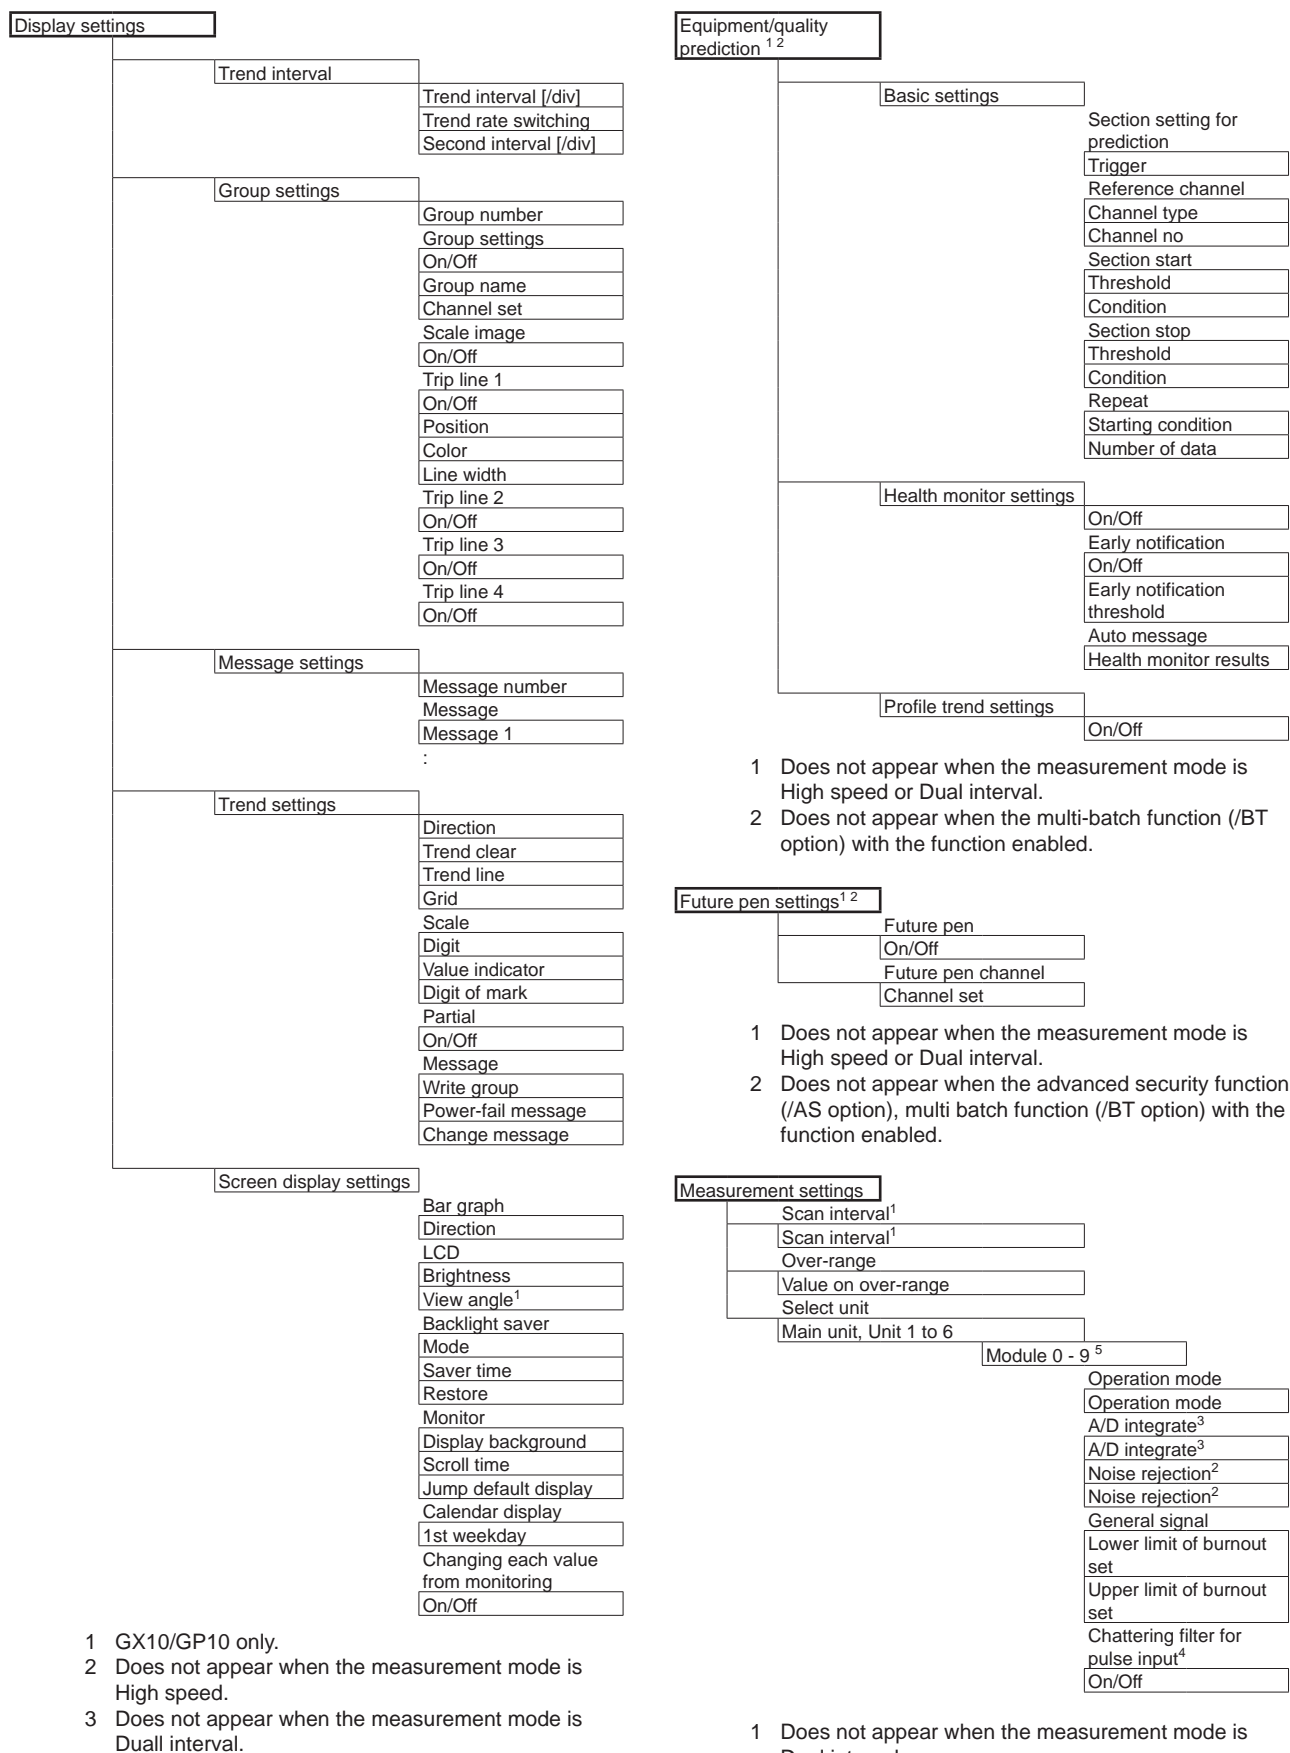 Display settings
Trend interval
Trend interval [/div]
Trend rate switching
Second interval [/div]
Group settings
Group number
Group settings
On/Off
Group name
Channel set
Scale image
On/Off
Trip line 1
On/Off
Position
Color
Line width
Trip line 2
On/Off
Trip line 3
On/Off
Trip line 4
On/Off
Message settings
Message number
Message
Message 1
:
Trend settings
Direction
Trend clear
Trend line
Grid
Scale
Digit
Value indicator
Digit of mark
Partial
On/Off
Message
Write group
Power-fail message
Change message
Screen display settings
Bar graph
Direction
LCD
Brightness
View angle1
Backlight saver
Mode
Saver time
Restore
Monitor
Display background
Scroll time
Jump default display
Calendar display
1st weekday
Changing each value
from monitoring
On/Off
1 GX10/GP10 only.
2 Does not appear when the measurement mode is
High speed.
3 Does not appear when the measurement mode is
Duall interval.
Equipment/quality
prediction 1 2
Basic settings
Section setting for
prediction
Trigger
Reference channel
Channel type
Channel no
Section start
Threshold
Condition
Section stop
Threshold
Condition
Repeat
Starting condition
Number of data
Health monitor settings
On/Off
Early notification
On/Off
Early notification
threshold
Auto message
Health monitor results
Profile trend settings
On/Off
1 Does not appear when the measurement mode is
High speed or Dual interval.
2 Does not appear when the multi-batch function (/BT
option) with the function enabled.
Future pen settings1 2
Future pen
On/Off
Future pen channel
Channel set
1 Does not appear when the measurement mode is
High speed or Dual interval.
2 Does not appear when the advanced security function
(/AS option), multi batch function (/BT option) with the
function enabled.
Measurement settings
Scan interval1
Scan interval1
Over-range
Value on over-range
Select unit
Main unit, Unit 1 to 6
Module 0 - 9 5
Operation mode
Operation mode
A/D integrate3
A/D integrate3
Noise rejection2
Noise rejection2
General signal
Lower limit of burnout
set
Upper limit of burnout
set
Chattering filter for
pulse input4
On/Off
1 Does not appear when the measurement mode is